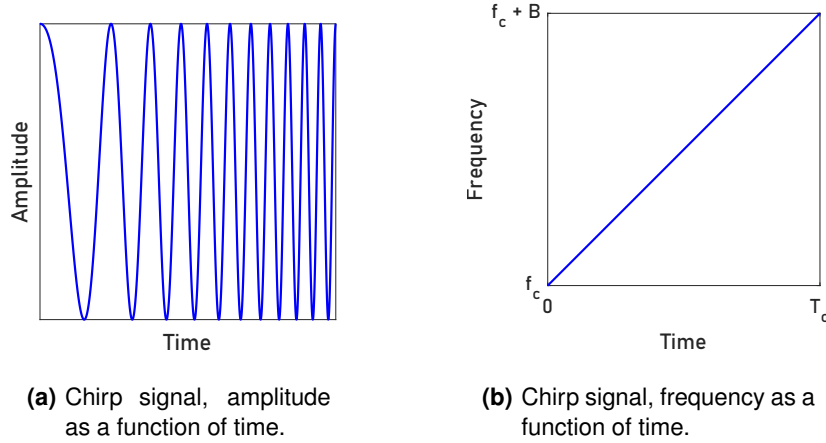 Amplitude
Time
(a) Chirp signal, amplitude
as a function of time.
f_c + B
Frequency
f_c
0
T_c
Time
(b) Chirp signal, frequency as a
function of time.